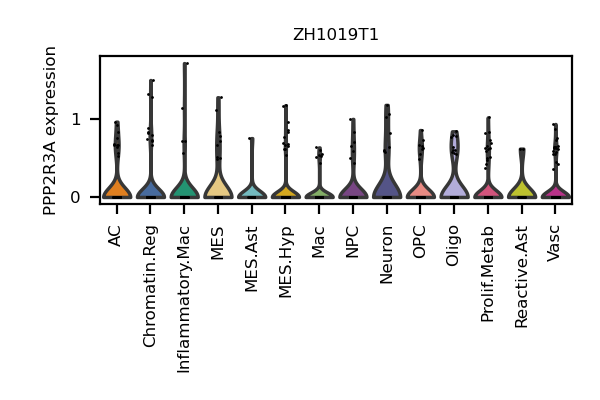 ZH1019T1
PPP2R3A expression
1
0
AC
Chromatin.Reg
Inflammatory.Mac
MES
MES.Ast
MES.Hyp
Mac
NPC
Neuron
OPC
Oligo
Prolif.Metab
Reactive.Ast
Vasc